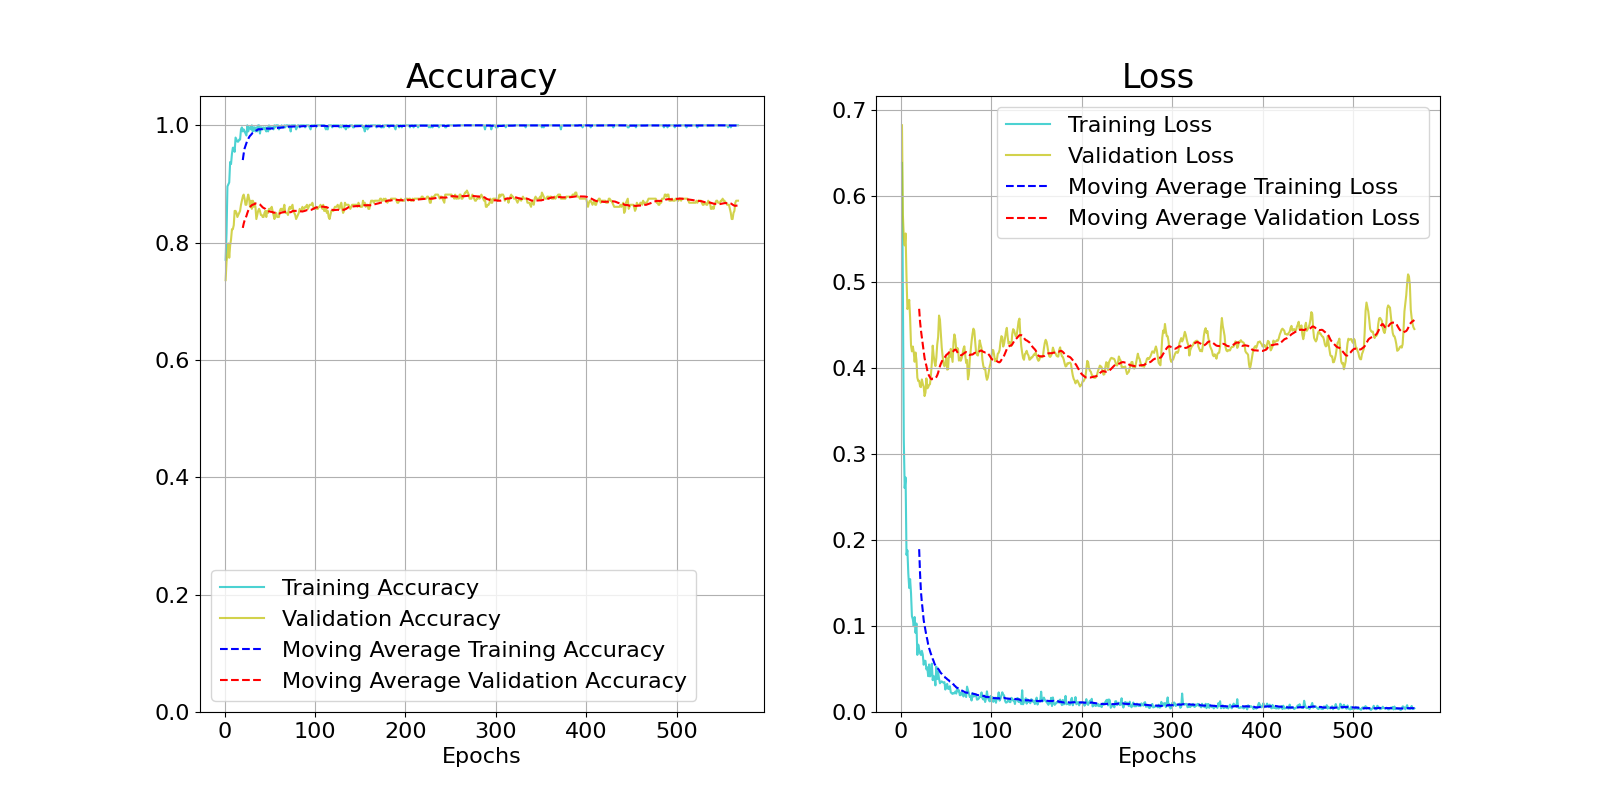 Accuracy
1.0
0.8
0.6
0.4
0.2
0.0
Training Accuracy
Validation Accuracy
Moving Average Training Accuracy
Moving Average Validation Accuracy
0 100 200 300 400 500
Epochs
Loss
0.7
0.6
0.5
0.4
0.3
0.2
0.1
0.0
Training Loss
Validation Loss
Moving Average Training Loss
Moving Average Validation Loss
0 100 200 300 400 500
Epochs